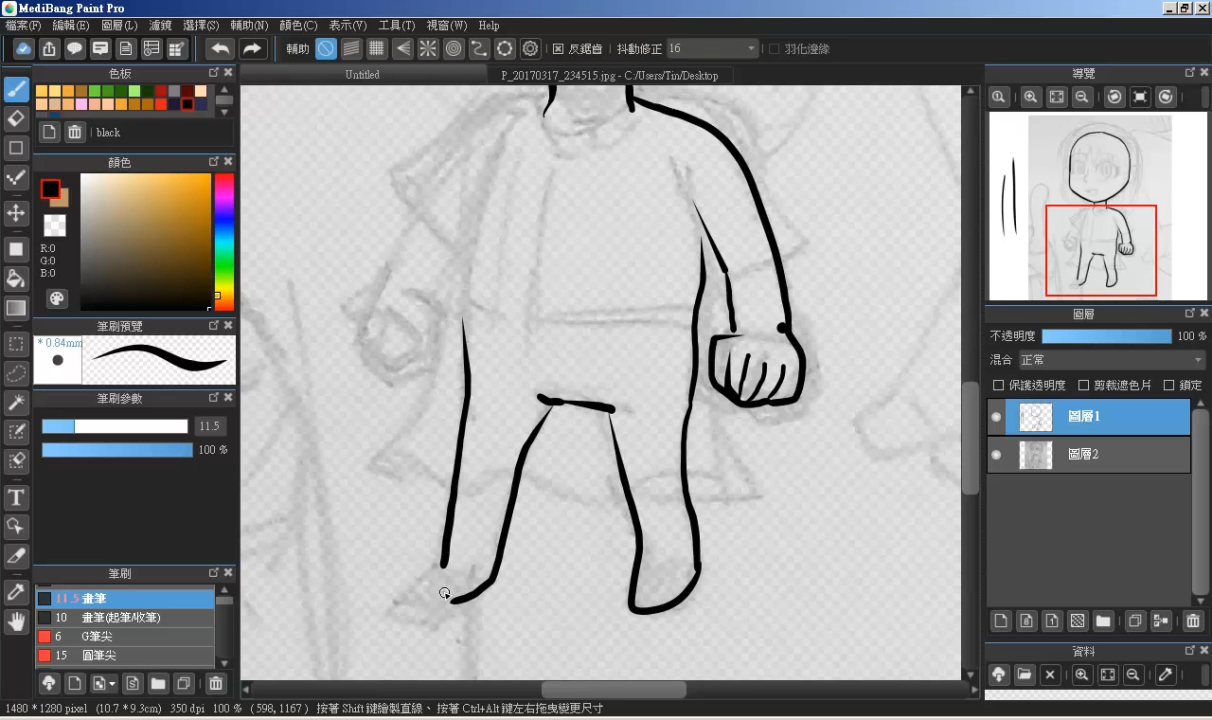 MediBang Paint Pro
檔案(F) 編輯(E) 圖層(L) 濾鏡 選擇(S) 輔助(N) 顏色(C) 表示(V) 工具(T) 視窗(W) Help
輔助 反鋸齒 抖動修正 16 羽化邊緣
色板
Untitled
P_20170317_234515.jpg - C:/Users/Tin/Desktop
導覽
black
顏色
R:0
G:0
B:0
筆刷預覽
* 0.84mm
筆刷參數
11.5
100 %
圖層
不透明度 100 %
混合 正常
保護透明度 剪裁遮色片 鎖定
圖層1
圖層2
筆刷
11.5 畫筆
10 畫筆(起筆/收筆)
6 G筆尖
15 圓筆尖
資料
1480 * 1280 pixel (10.7 * 9.3cm) 350 dpi 100 % ( 598, 1167 ) 按著 Shift 鍵繪製直線、按著 Ctrl+Alt 鍵左右拖曳變更尺寸